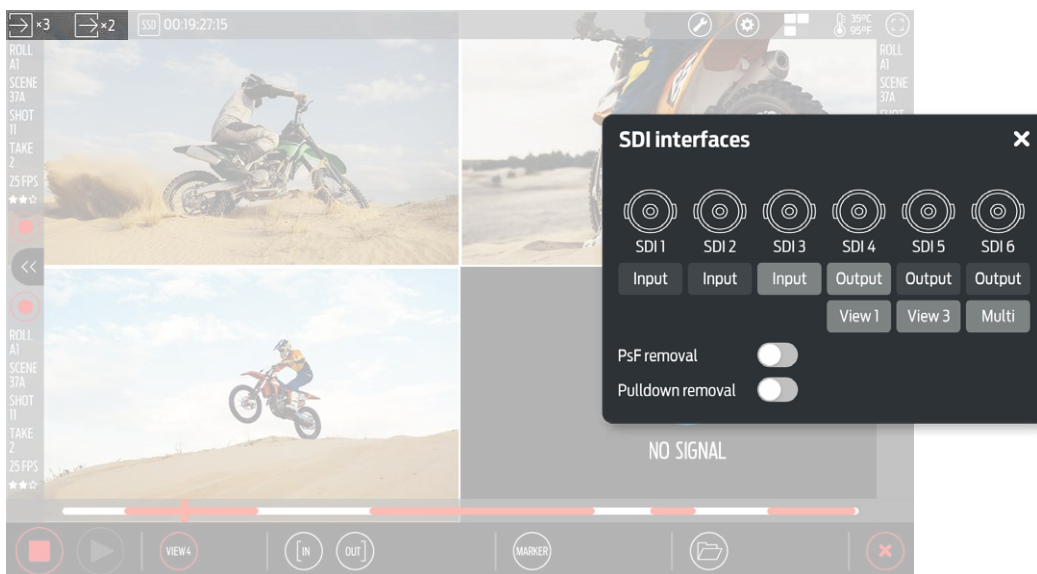 ×3 ×2 SSD 00:19:27:15 35°C
95°F
ROLL
A1
SCENE
37A
SHOT
11
TAKE
2
25 FPS
ROLL
A1
SCENE
37A
SHOT
SDI interfaces
SDI 1 SDI 2 SDI 3 SDI 4 SDI 5 SDI 6
Input Input Input Output Output Output
View 1 View 3 Multi
PsF removal
Pulldown removal
<<
ROLL
A1
SCENE
37A
SHOT
11
TAKE
2
25 FPS
NO SIGNAL
VIEW4 [ IN OUT ] MARKER